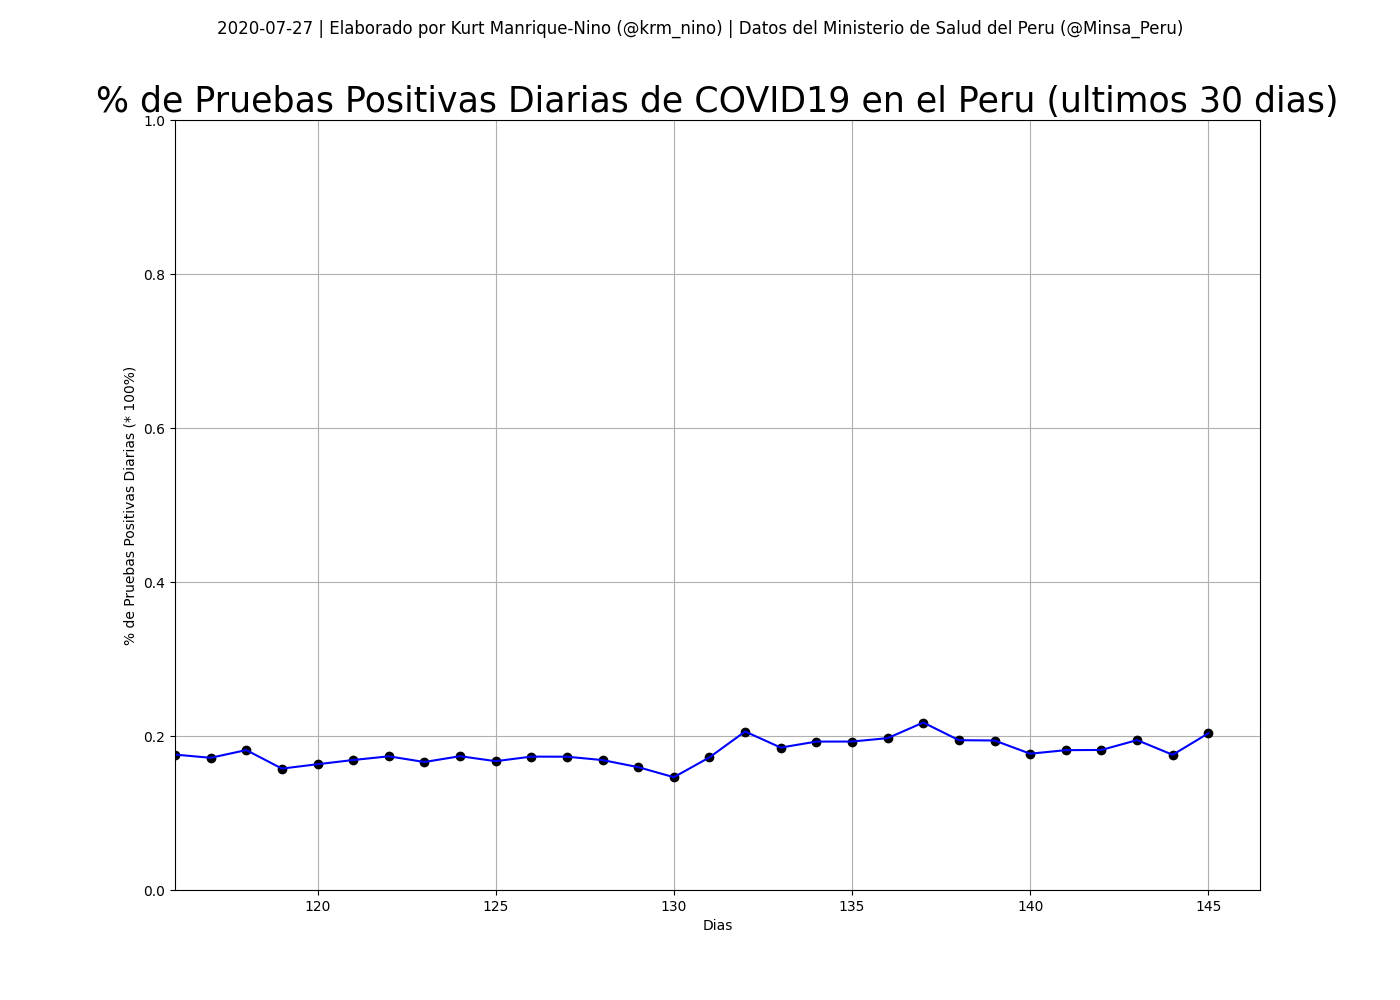 2020-07-27 | Elaborado por Kurt Manrique-Nino (@krm_nino) | Datos del Ministerio de Salud del Peru (@Minsa_Peru)
% de Pruebas Positivas Diarias de COVID19 en el Peru (ultimos 30 dias)
% de Pruebas Positivas Diarias (* 100%)
1.0
0.8
0.6
0.4
0.2
0.0
120 125 130 135 140 145
Dias